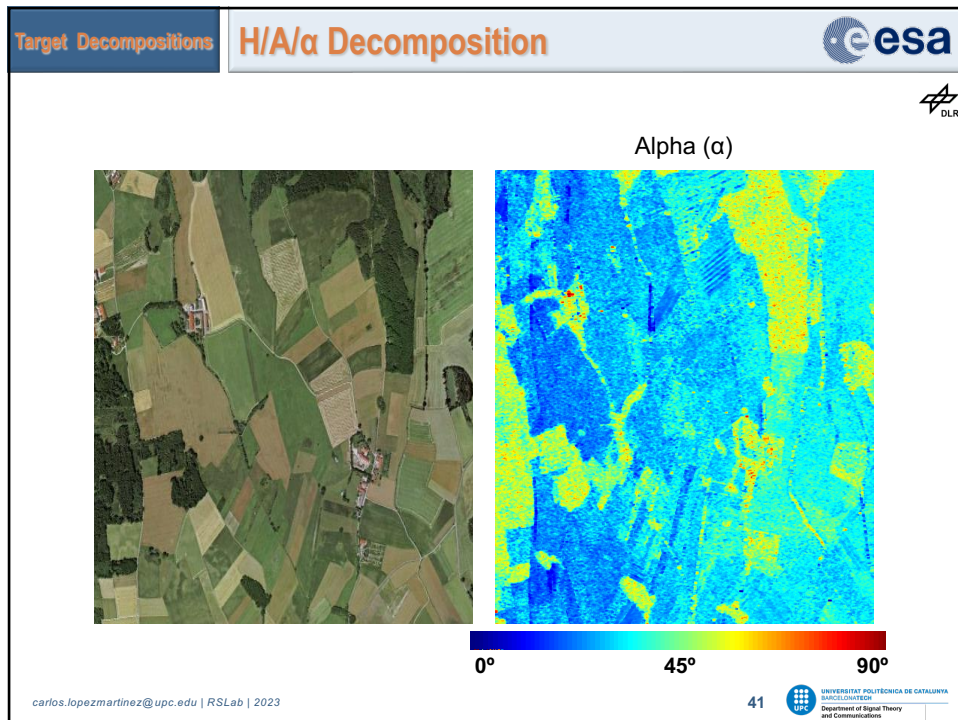 Target Decompositions
H/A/α Decomposition
esa
DLR
Alpha (α)
0º
45º
90º
carlos.lopezmartinez@upc.edu | RSLab | 2023
41
UPC
UNIVERSITAT POLITÈCNICA DE CATALUNYA
BARCELONATECH
Department of Signal Theory
and Communications